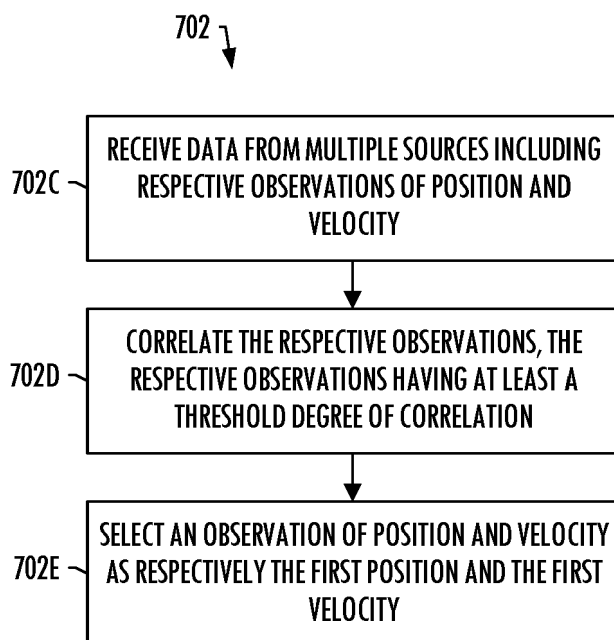 702
702C
RECEIVE DATA FROM MULTIPLE SOURCES INCLUDING
RESPECTIVE OBSERVATIONS OF POSITION AND
VELOCITY
702D
CORRELATE THE RESPECTIVE OBSERVATIONS, THE
RESPECTIVE OBSERVATIONS HAVING AT LEAST A
THRESHOLD DEGREE OF CORRELATION
702E
SELECT AN OBSERVATION OF POSITION AND VELOCITY
AS RESPECTIVELY THE FIRST POSITION AND THE FIRST
VELOCITY